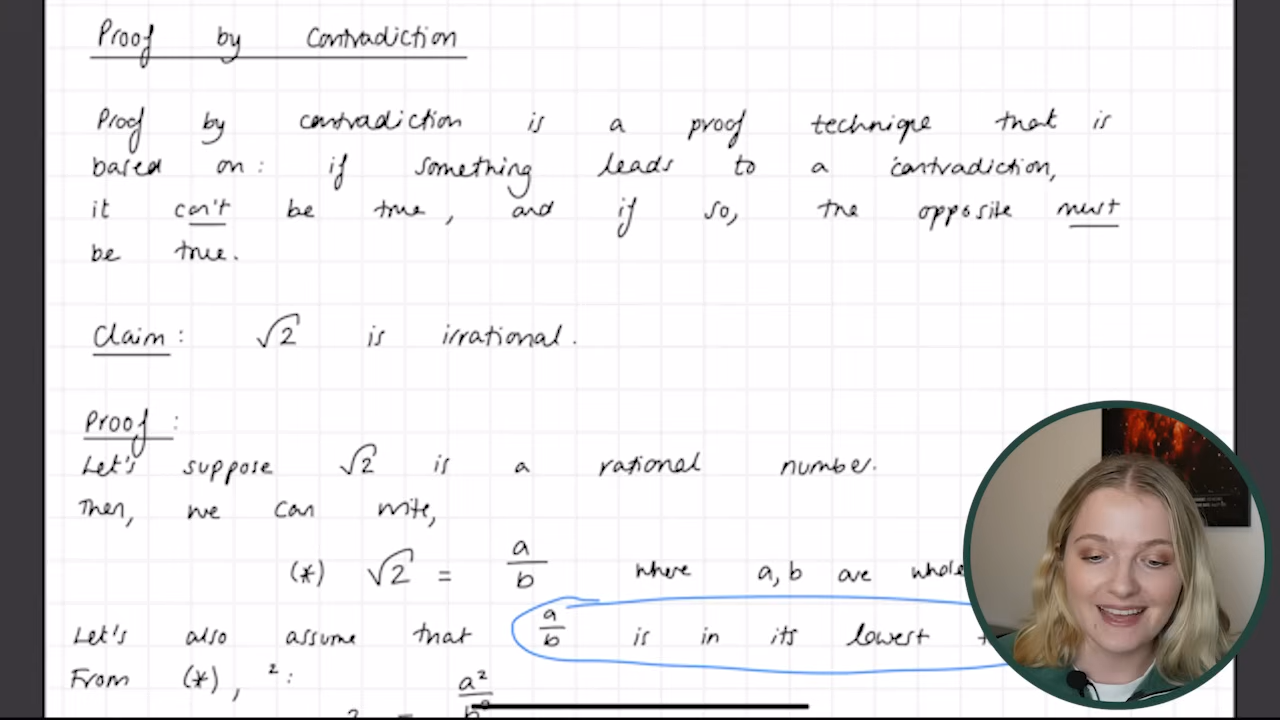 Proof by Contradiction
Proof by contradiction is a proof technique that is
based on: if something leads to a contradiction,
it can't be true, and if so, the opposite must
be true.
Claim: √2 is irrational.
Proof:
Let's suppose √2 is a rational number.
Then, we can write,
(*) √2 = a/b where a, b are whole
Let's also assume that a/b is in its lowest
From (*), ²:
2 = a²/b²